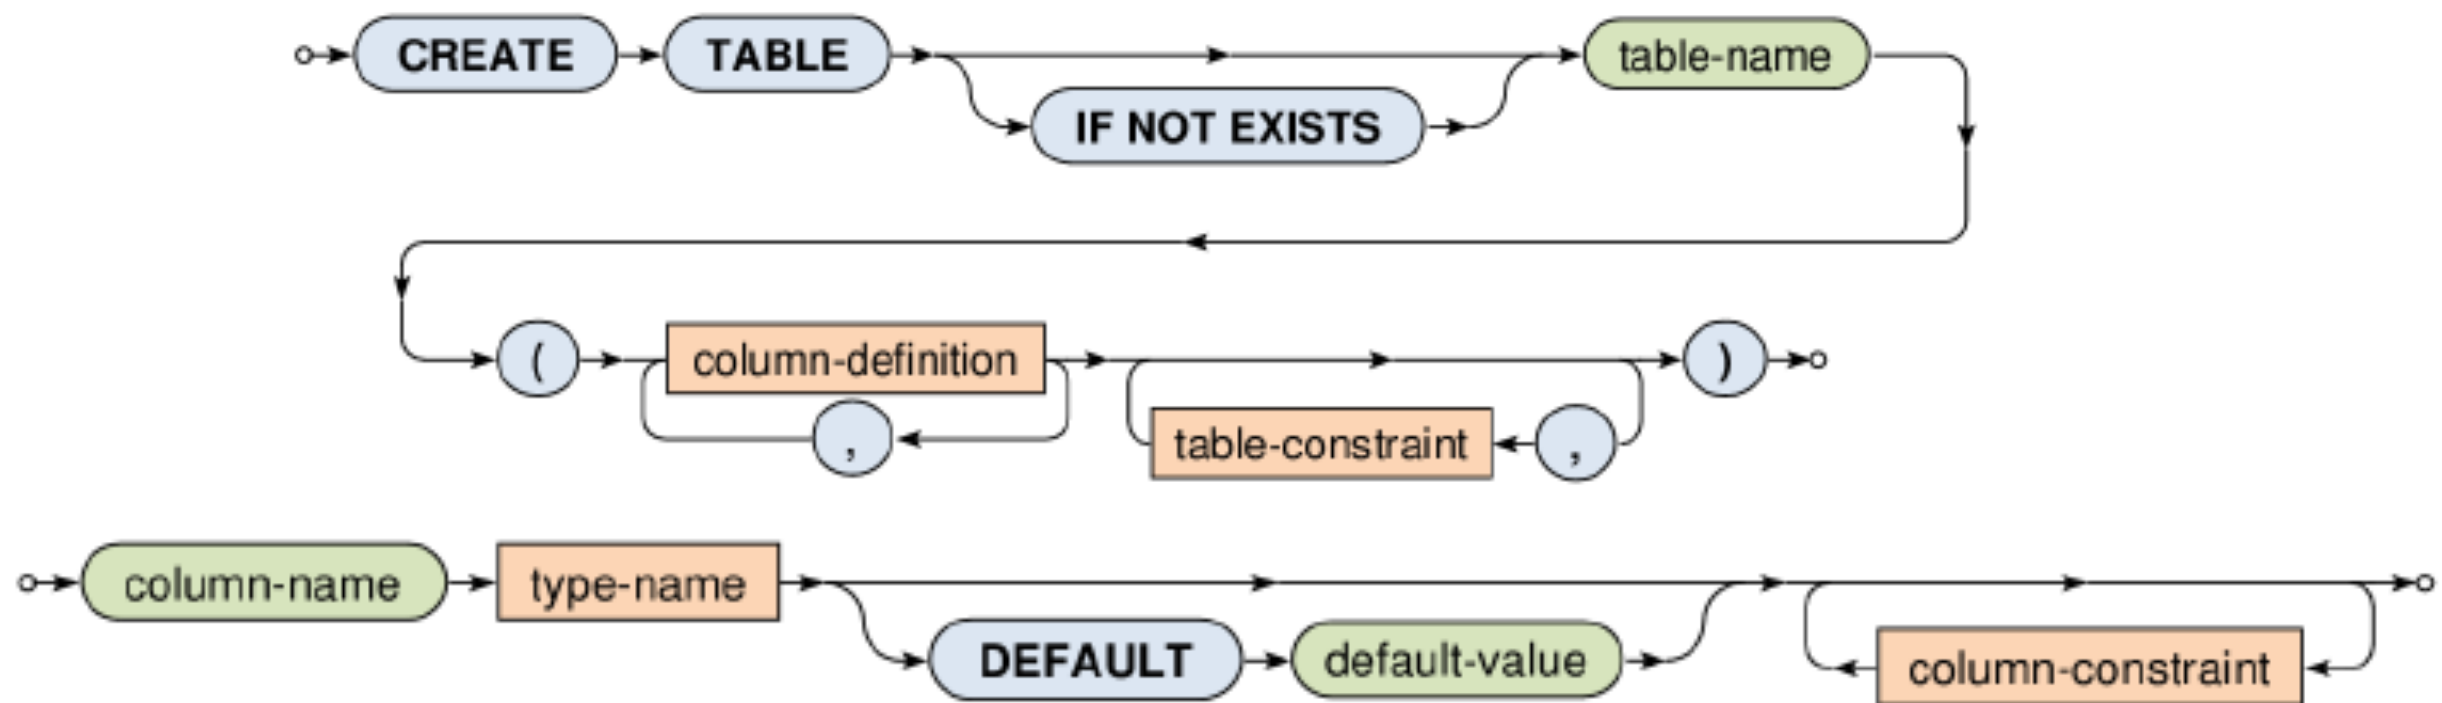 CREATE TABLE table-name
IF NOT EXISTS
( column-definition )
, table-constraint ,
column-name type-name
DEFAULT default-value column-constraint